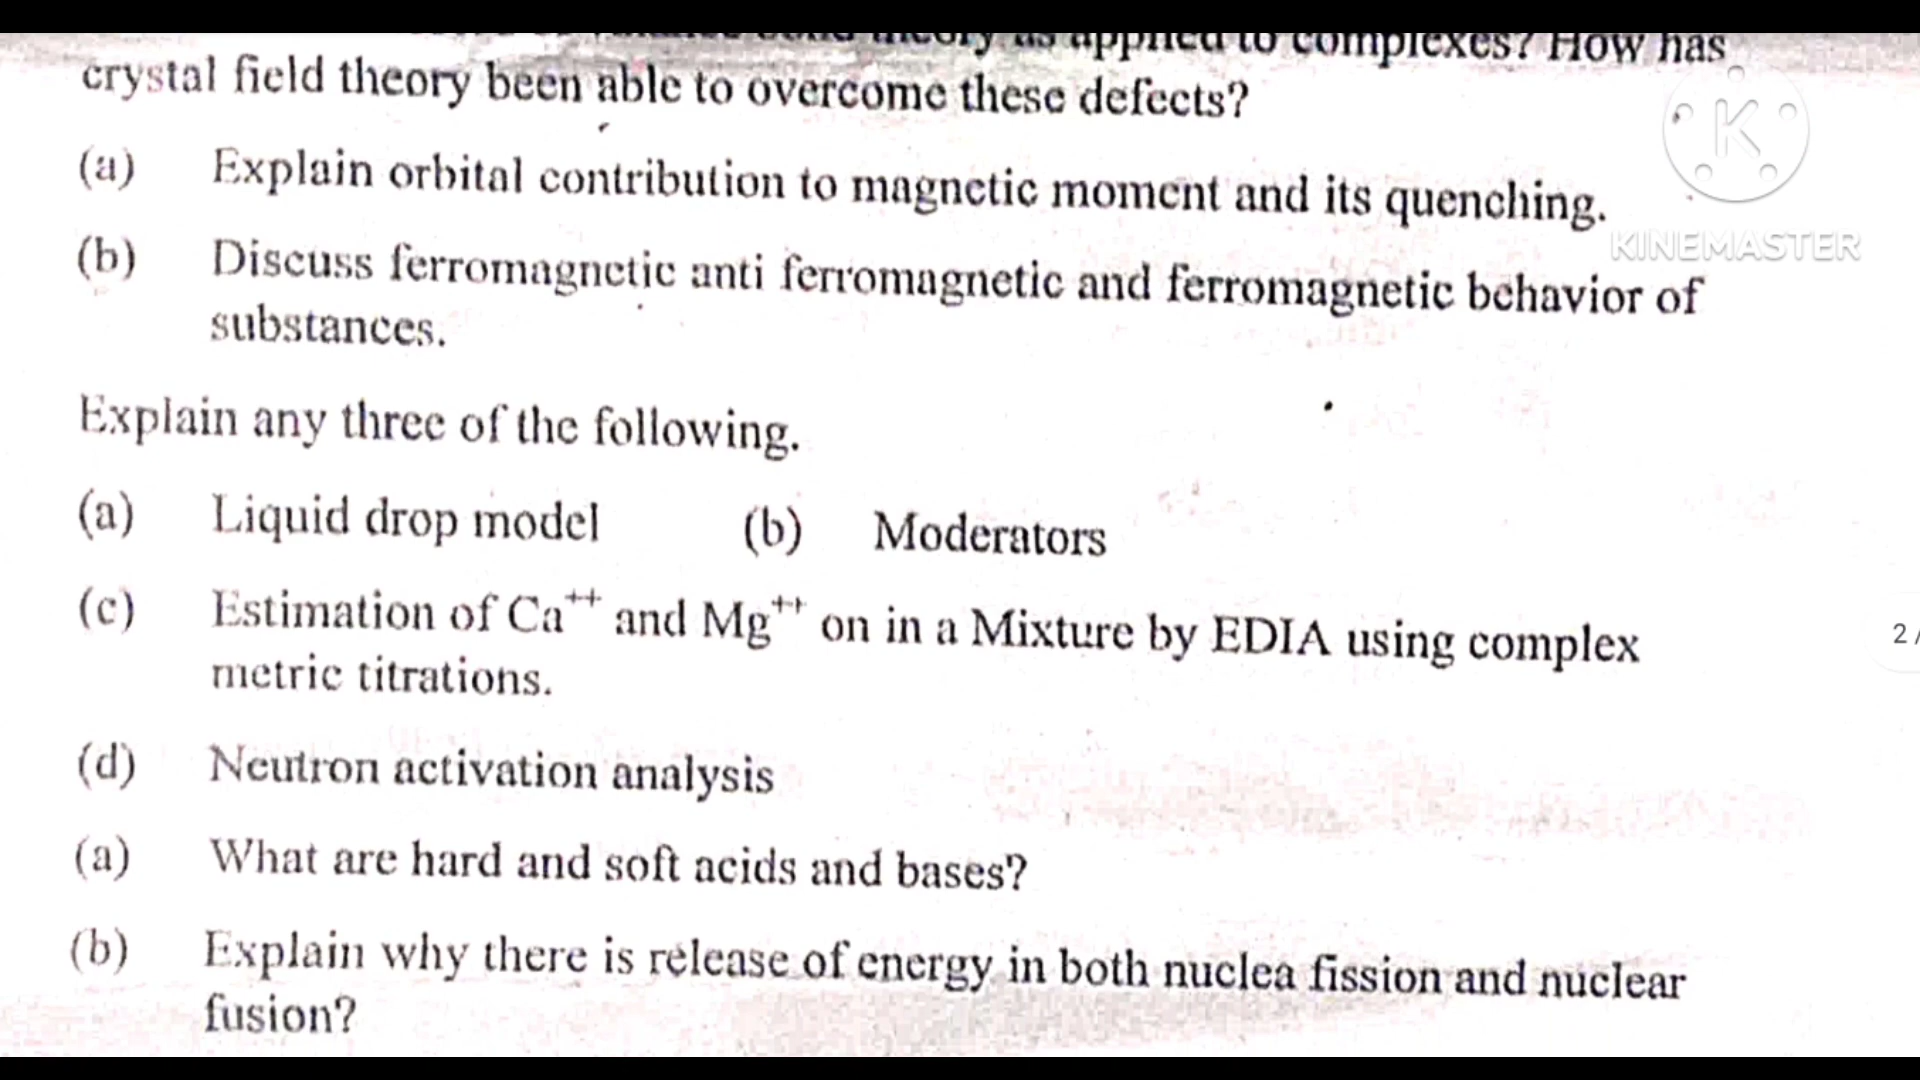 theory as applied to complexes? How has
crystal field theory been able to overcome these defects?
(a) Explain orbital contribution to magnetic moment and its quenching.
KINEMASTER
(b) Discuss ferromagnetic anti ferromagnetic and ferromagnetic behavior of
substances.
Explain any three of the following.
(a) Liquid drop model (b) Moderators
(c) Estimation of Ca++ and Mg++ on in a Mixture by EDIA using complex
metric titrations.
2/
(d) Neutron activation analysis
(a) What are hard and soft acids and bases?
(b) Explain why there is release of energy in both nuclea fission and nuclear
fusion?